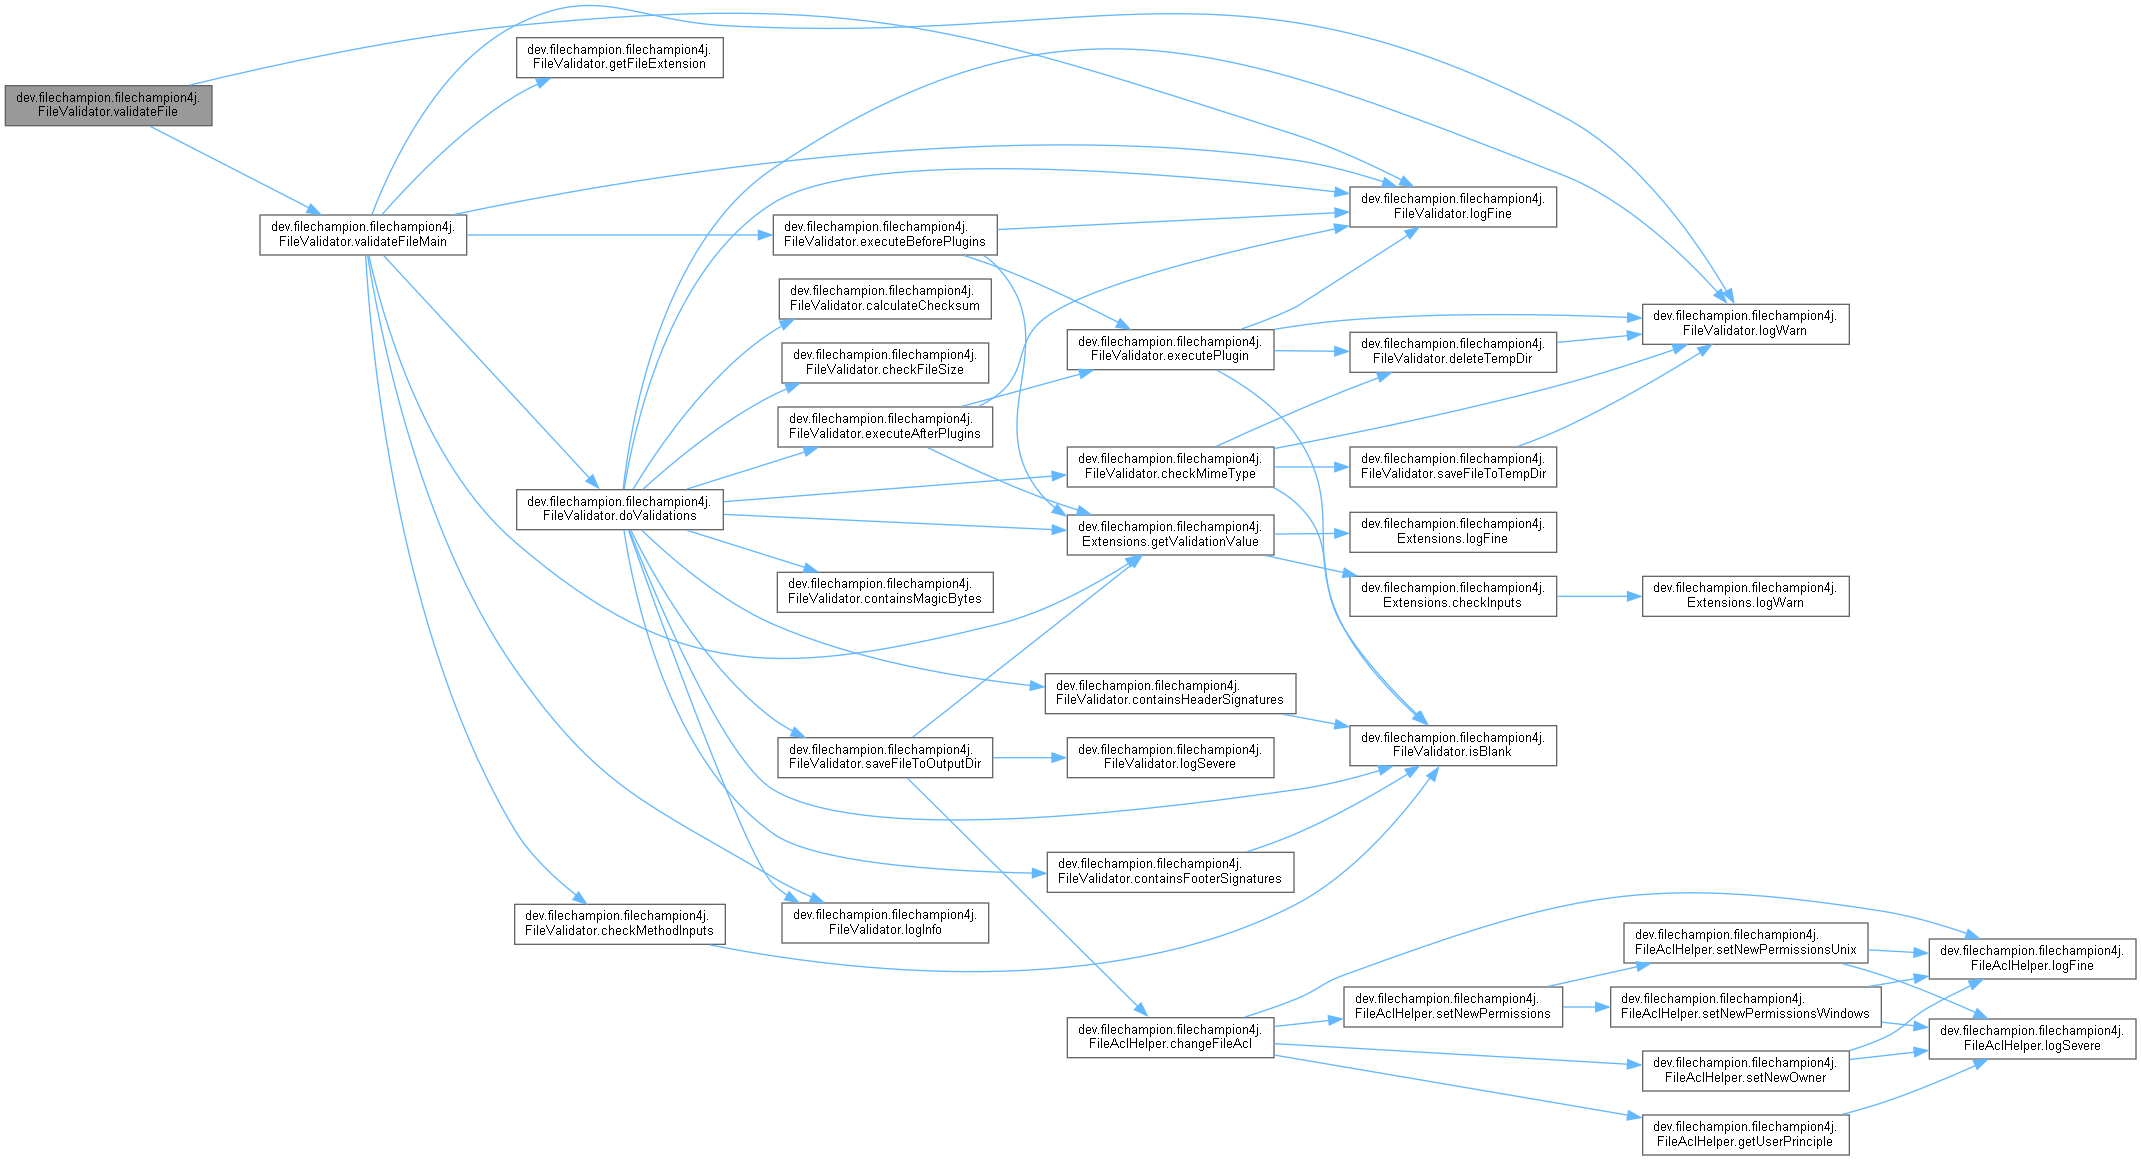 dev.filechampion.filechampion4j.
FileValidator.validateFile
dev.filechampion.filechampion4j.
FileValidator.validateFileMain
dev.filechampion.filechampion4j.
FileValidator.getFileExtension
dev.filechampion.filechampion4j.
FileValidator.doValidations
dev.filechampion.filechampion4j.
FileValidator.checkMethodInputs
dev.filechampion.filechampion4j.
FileValidator.executeBeforePlugins
dev.filechampion.filechampion4j.
FileValidator.calculateChecksum
dev.filechampion.filechampion4j.
FileValidator.checkFileSize
dev.filechampion.filechampion4j.
FileValidator.executeAfterPlugins
dev.filechampion.filechampion4j.
FileValidator.containsMagicBytes
dev.filechampion.filechampion4j.
FileValidator.saveFileToOutputDir
dev.filechampion.filechampion4j.
FileValidator.logInfo
dev.filechampion.filechampion4j.
FileValidator.executePlugin
dev.filechampion.filechampion4j.
FileValidator.checkMimeType
dev.filechampion.filechampion4j.
Extensions.getValidationValue
dev.filechampion.filechampion4j.
FileValidator.containsHeaderSignatures
dev.filechampion.filechampion4j.
FileValidator.logSevere
dev.filechampion.filechampion4j.
FileValidator.containsFooterSignatures
dev.filechampion.filechampion4j.
FileAclHelper.changeFileAcl
dev.filechampion.filechampion4j.
FileValidator.logFine
dev.filechampion.filechampion4j.
FileValidator.deleteTempDir
dev.filechampion.filechampion4j.
FileValidator.saveFileToTempDir
dev.filechampion.filechampion4j.
Extensions.logFine
dev.filechampion.filechampion4j.
Extensions.checkInputs
dev.filechampion.filechampion4j.
FileValidator.isBlank
dev.filechampion.filechampion4j.
FileAclHelper.setNewPermissions
dev.filechampion.filechampion4j.
FileValidator.logWarn
dev.filechampion.filechampion4j.
Extensions.logWarn
dev.filechampion.filechampion4j.
FileAclHelper.setNewPermissionsUnix
dev.filechampion.filechampion4j.
FileAclHelper.setNewPermissionsWindows
dev.filechampion.filechampion4j.
FileAclHelper.setNewOwner
dev.filechampion.filechampion4j.
FileAclHelper.getUserPrinciple
dev.filechampion.filechampion4j.
FileAclHelper.logFine
dev.filechampion.filechampion4j.
FileAclHelper.logSevere